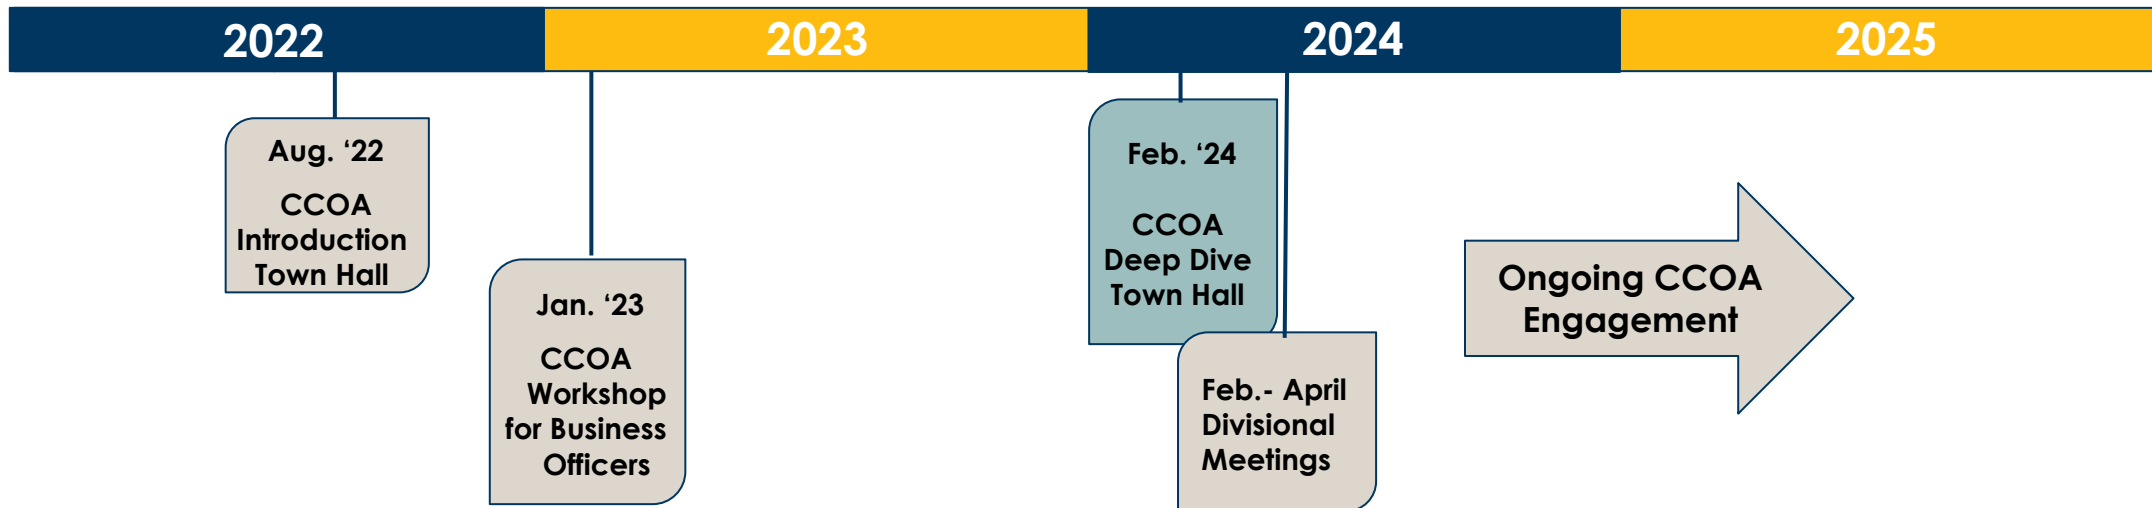 2022
2023
2024
2025
Aug. ‘22
CCOA
Introduction
Town Hall
Jan. ‘23
CCOA
Workshop
for Business
Officers
Feb. ‘24
CCOA
Deep Dive
Town Hall
Feb.- April
Divisional
Meetings
Ongoing CCOA
Engagement